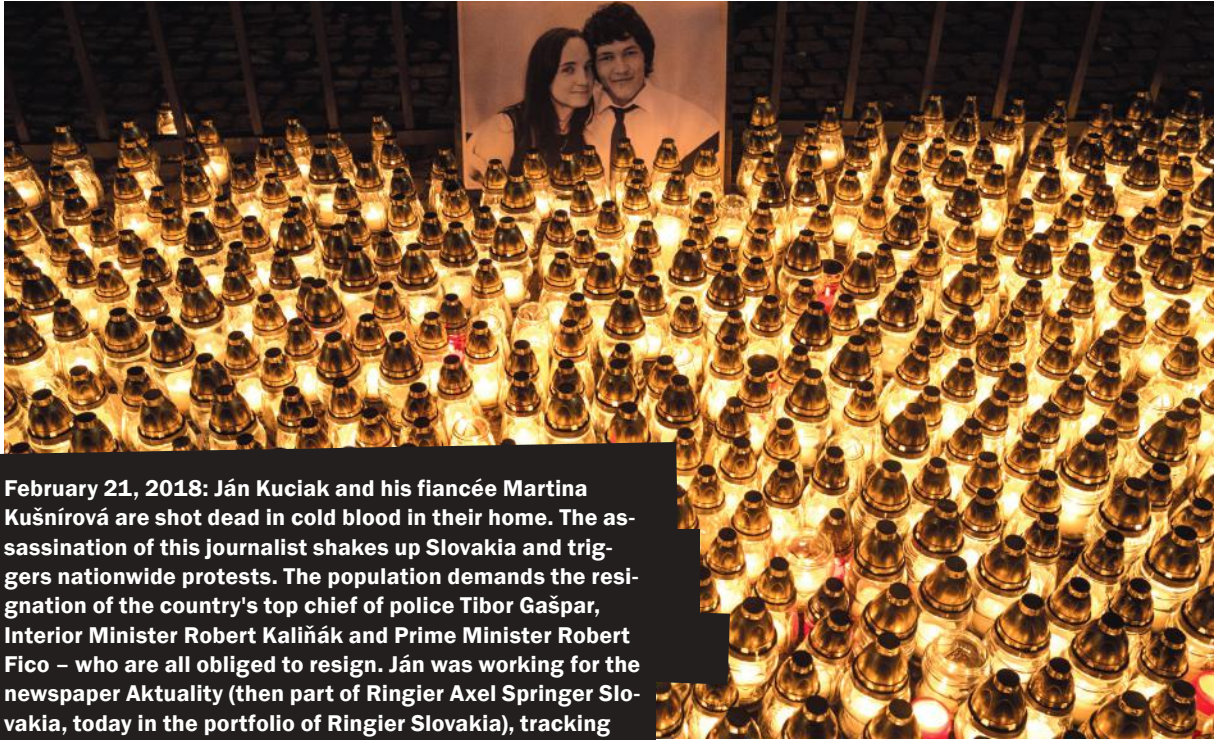 February 21, 2018: Ján Kuciak and his fiancée Martina
Kušnírová are shot dead in cold blood in their home. The as-
sassination of this journalist shakes up Slovakia and trig-
gers nationwide protests. The population demands the resi-
gnation of the country's top chief of police Tibor Gašpar,
Interior Minister Robert Kaliňák and Prime Minister Robert
Fico – who are all obliged to resign. Ján was working for the
newspaper Aktuality (then part of Ringier Axel Springer Slo-
vakia, today in the portfolio of Ringier Slovakia), tracking